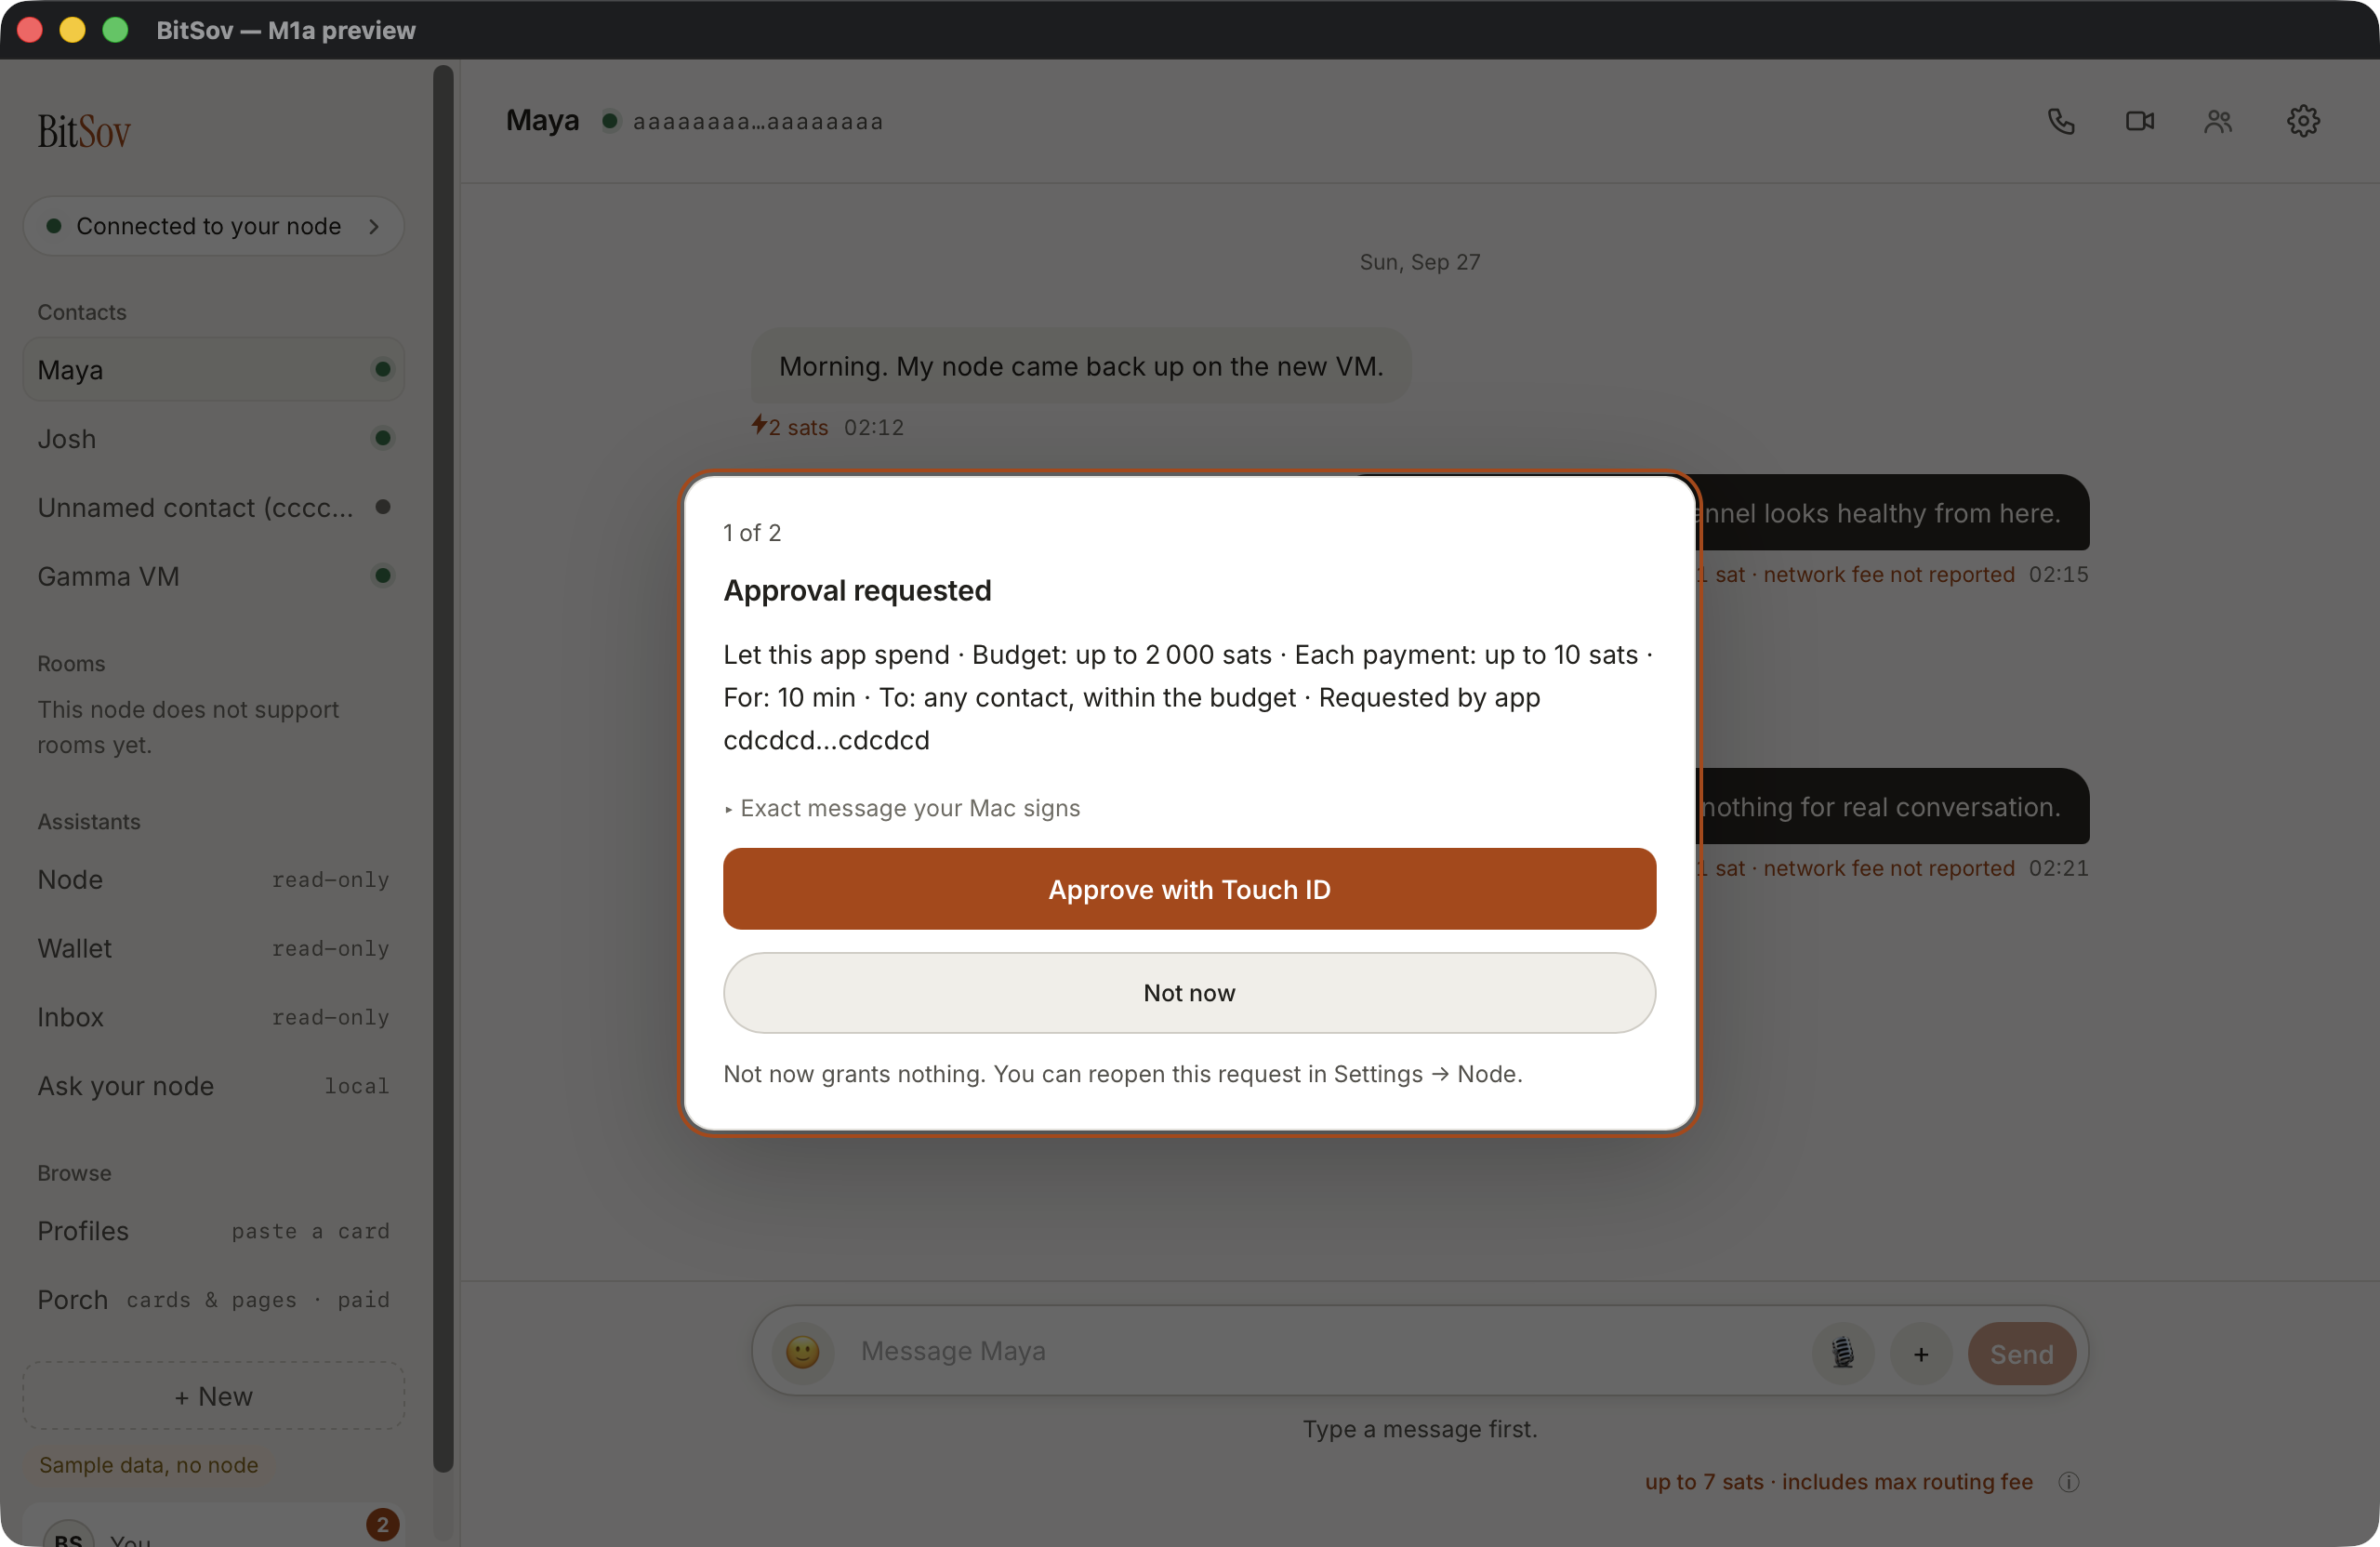 BitSov — M1a preview
BitSov
Connected to your node
Contacts
Maya
Josh
Unnamed contact (cccc...
Gamma VM
Rooms
This node does not support
rooms yet.
Assistants
Node read-only
Wallet read-only
Inbox read-only
Ask your node local
Browse
Profiles paste a card
Porch cards & pages · paid
+ New
Sample data, no node
BS You 2
Maya aaaaaaaa…aaaaaaaa
Sun, Sep 27
Morning. My node came back up on the new VM.
2 sats 02:12
looks healthy from here.
1 sat · network fee not reported 02:15
nothing for real conversation.
1 sat · network fee not reported 02:21
1 of 2
Approval requested
Let this app spend · Budget: up to 2 000 sats · Each payment: up to 10 sats ·
For: 10 min · To: any contact, within the budget · Requested by app
cdcdcd…cdcdcd
Exact message your Mac signs
Approve with Touch ID
Not now
Not now grants nothing. You can reopen this request in Settings → Node.
Message Maya
+
Send
Type a message first.
up to 7 sats · includes max routing fee